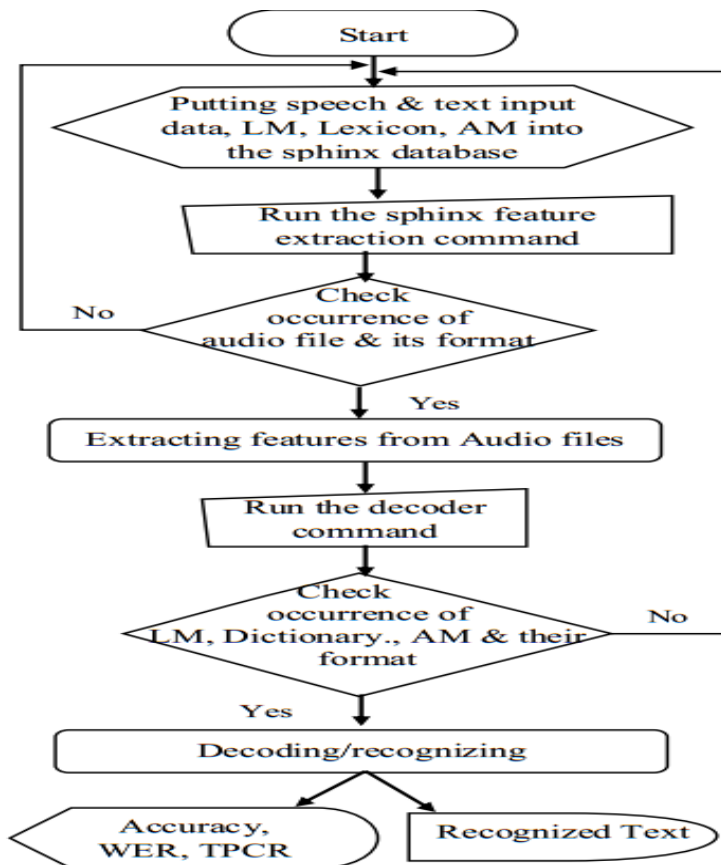 Start
Putting speech & text input
data, LM, Lexicon, AM into
the sphinx database
Run the sphinx feature
extraction command
Check
occurrence of
audio file & its format
No
Yes
Extracting features from Audio files
Run the decoder
command
Check
occurrence of
LM, Dictionary., AM & their
format
No
Yes
Decoding/recognizing
Accuracy,
WER, TPCR
Recognized Text